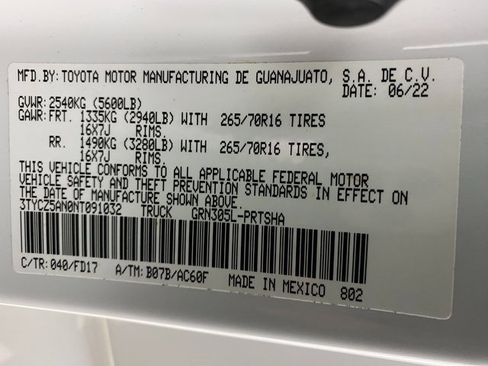 MFD.BY:TOYOTA MOTOR MANUFACTURING DE GUANAJUATO, S.A. DE C.V.
DATE: 06/22
GVWR:2540KG (5600LB)
GAWR:FRT. 1335KG (2940LB) WITH 265/70R16 TIRES
16X7J RIMS.
RR. 1490KG (3280LB) WITH 265/70R16 TIRES,
16X7J RIMS.
THIS VEHICLE CONFORMS TO ALL APPLICABLE FEDERAL MOTOR
VEHICLE SAFETY AND THEFT PREVENTION STANDARDS IN EFFECT ON
THE DATE OF MANUFACTURE SHOWN ABOVE.
3TYCZ5AN0NT091032 TRUCK GRN305L-PRTSHA
C/TR:040/FD17 A/TM:B07B/AC60F MADE IN MEXICO 802